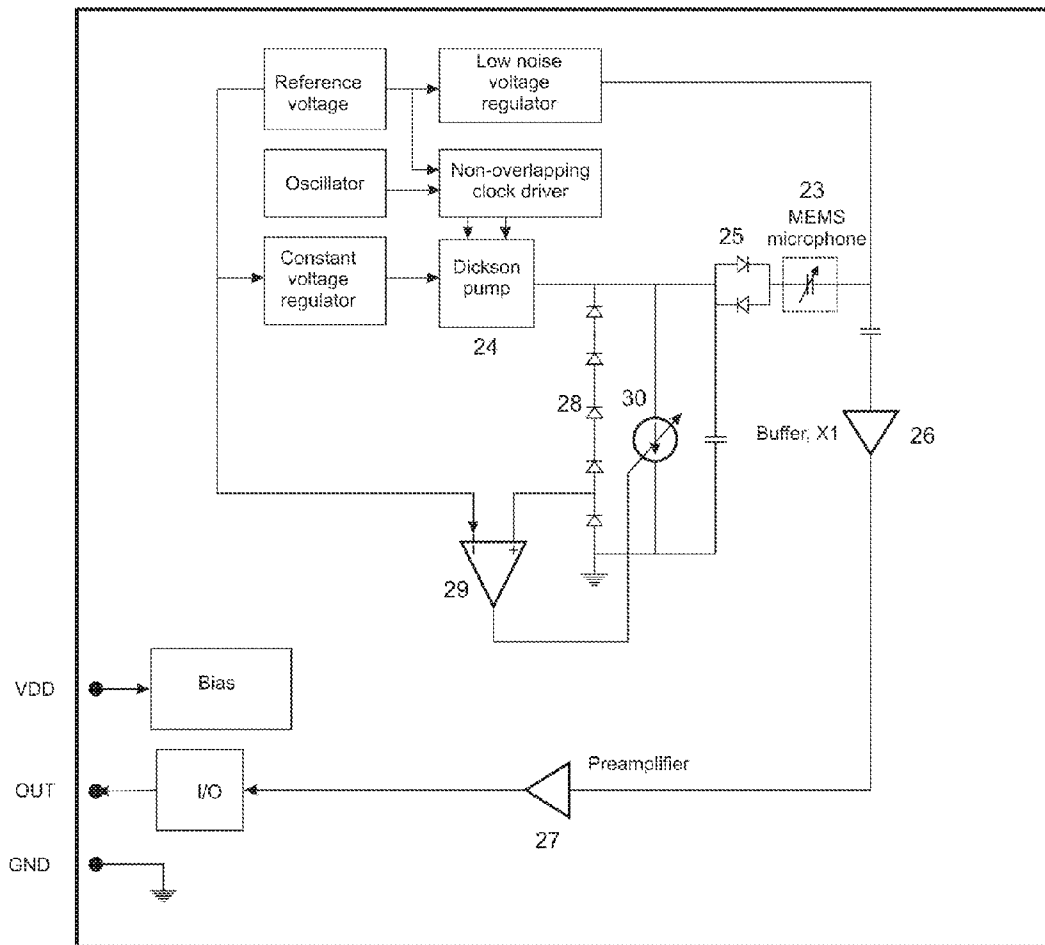 Reference
voltage
Low noise
voltage
regulator
Oscillator
Non-overlapping
clock driver
23
MEMS
microphone
25
Constant
voltage
regulator
Dickson
pump
24
28
30
Buffer, X1
26
-
+
29
VDD
Bias
Preamplifier
OUT
I/O
27
GND